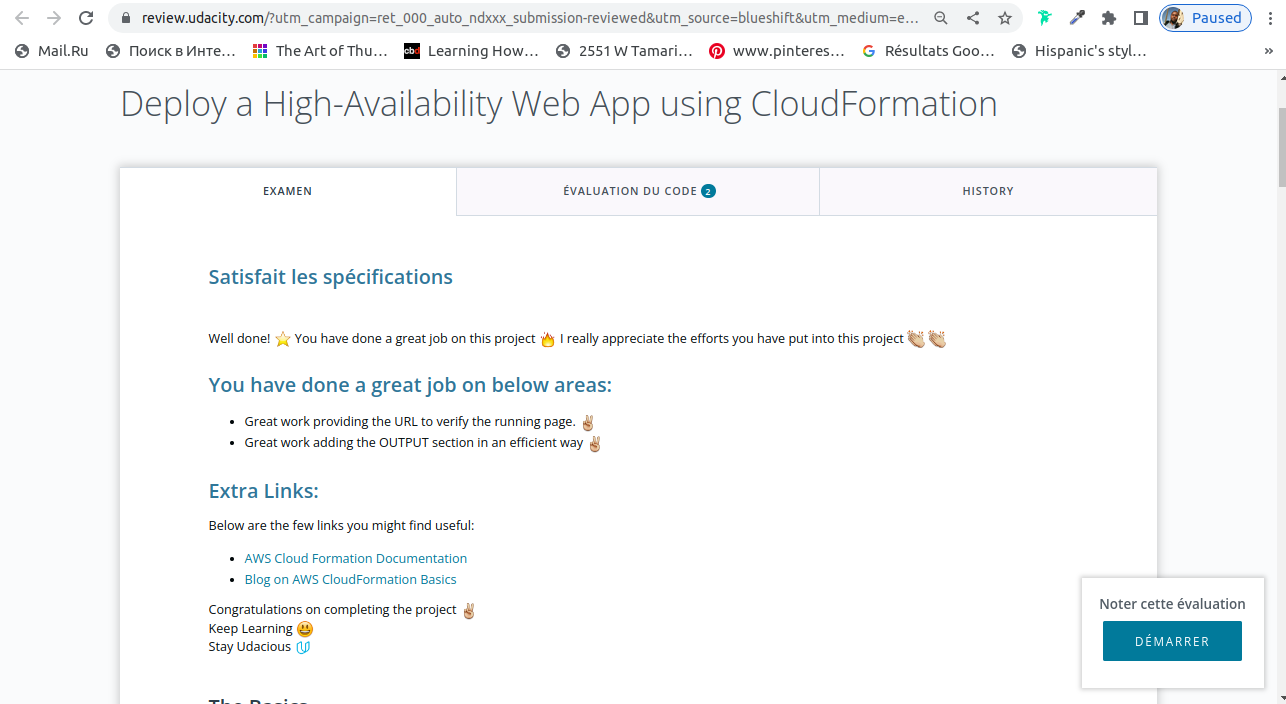 review.udacity.com/?utm_campaign=ret_000_auto_ndxxx_submission-reviewed&utm_source=blueshift&utm_medium=e…
Paused
Mail.Ru
Поиск в Инте…
The Art of Thu…
cbd
Learning How…
2551 W Tamari…
www.pinteres…
Résultats Goo…
Hispanic's styl…
»
Deploy a High-Availability Web App using CloudFormation
EXAMEN
ÉVALUATION DU CODE 2
HISTORY
Satisfait les spécifications
Well done! ⭐ You have done a great job on this project 🔥 I really appreciate the efforts you have put into this project 👏🏼 👏🏼
You have done a great job on below areas:
• Great work providing the URL to verify the running page. ✌🏼
• Great work adding the OUTPUT section in an efficient way ✌🏼
Extra Links:
Below are the few links you might find useful:
• AWS Cloud Formation Documentation
• Blog on AWS CloudFormation Basics
Congratulations on completing the project ✌🏼
Keep Learning 😃
Stay Udacious
Noter cette évaluation
DÉMARRER
The Basics